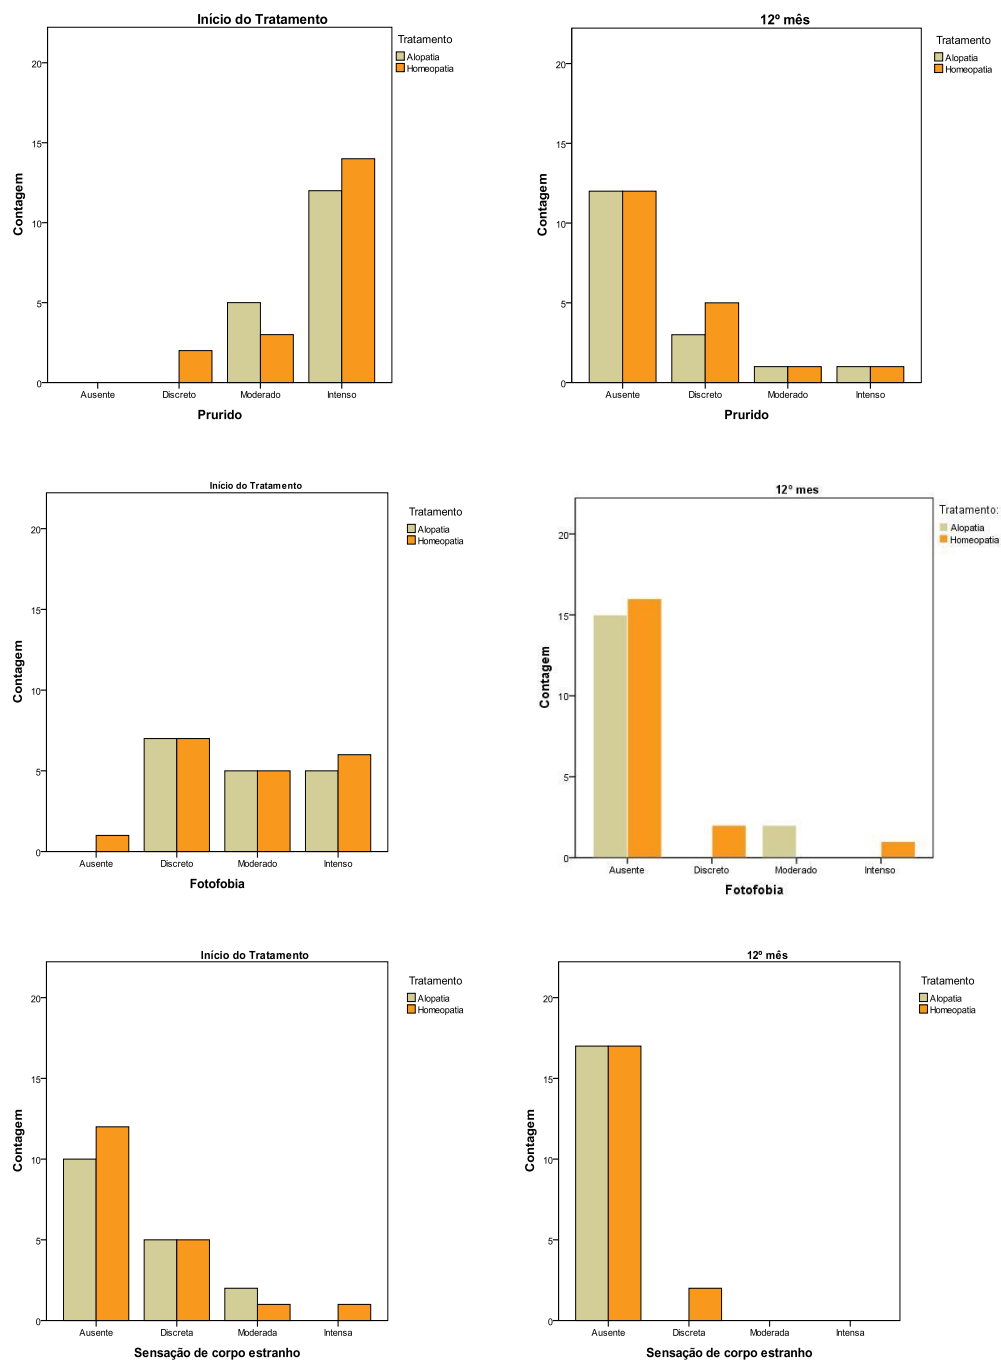 Início do Tratamento
Tratamento
Alopatia
Homeopatia
20
15
10
5
0
Contagem
Ausente Discreto Moderado Intenso
Prurido
12º mês
Tratamento
Alopatia
Homeopatia
20
15
10
5
0
Contagem
Ausente Discreto Moderado Intenso
Prurido
Início do Tratamento
Tratamento
Alopatia
Homeopatia
20
15
10
5
0
Contagem
Ausente Discreto Moderado Intenso
Fotofobia
12º mes
Tratamento:
Alopatia
Homeopatia
20
15
10
5
0
Contagem
Ausente Discreto Moderado Intenso
Fotofobia
Início do Tratamento
Tratamento
Alopatia
Homeopatia
20
15
10
5
0
Contagem
Ausente Discreta Moderada Intensa
Sensação de corpo estranho
12º mês
Tratamento
Alopatia
Homeopatia
20
15
10
5
0
Contagem
Ausente Discreta Moderada Intensa
Sensação de corpo estranho